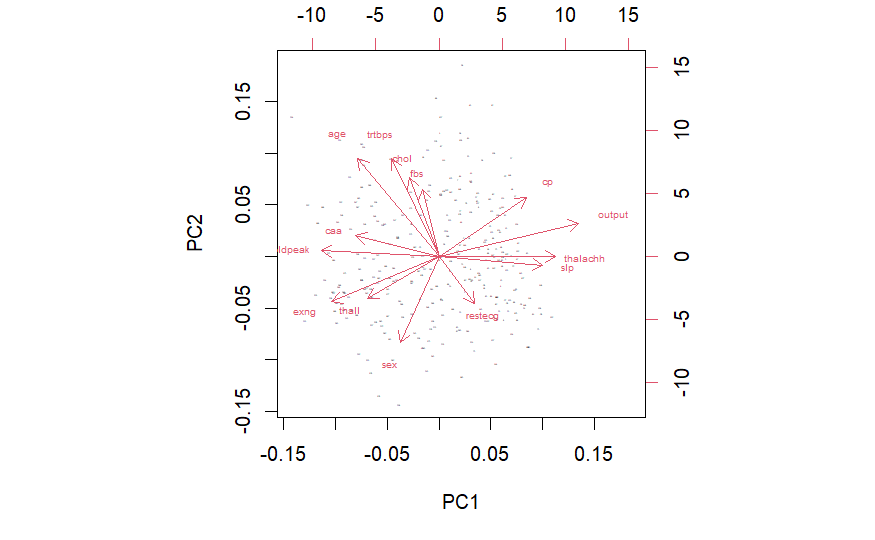 -10 -5 0 5 10 15
age trtbps
chol
fbs
cp
output
caa
ldpeak
thalachh
slp
exng thall
restecg
sex
15
10
5
0
-5
-10
0.15
0.05
-0.05
-0.15
PC2
-0.15 -0.05 0.05 0.15
PC1